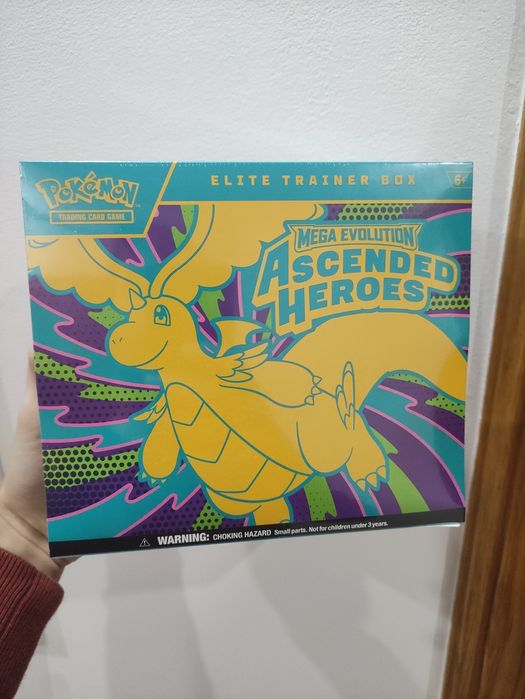 POKÉMON
TRADING CARD GAME
ELITE TRAINER BOX
6+
MEGA EVOLUTION
ASCENDED
HEROES
WARNING: CHOKING HAZARD Small parts. Not for children under 3 years.